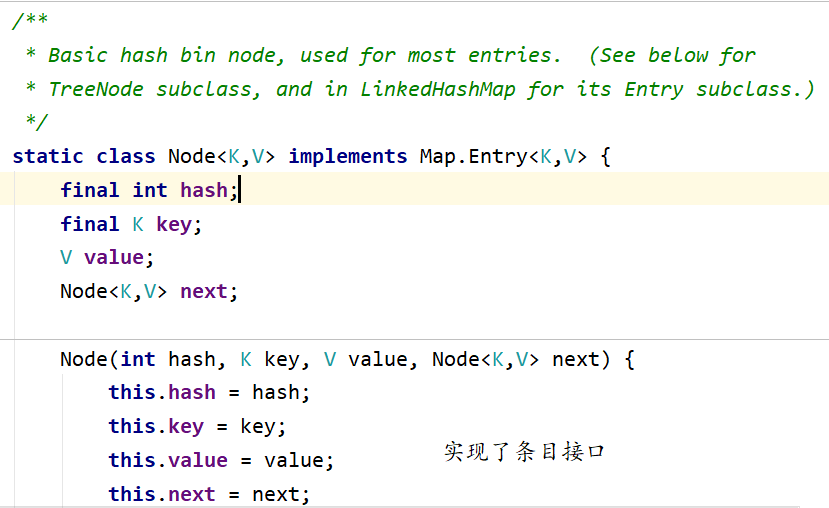 /**
 * Basic hash bin node, used for most entries.  (See below for
 * TreeNode subclass, and in LinkedHashMap for its Entry subclass.)
 */
static class Node<K,V> implements Map.Entry<K,V> {
    final int hash;
    final K key;
    V value;
    Node<K,V> next;
    Node(int hash, K key, V value, Node<K,V> next) {
        this.hash = hash;
        this.key = key;
        this.value = value;
实现了条目接口
        this.next = next;